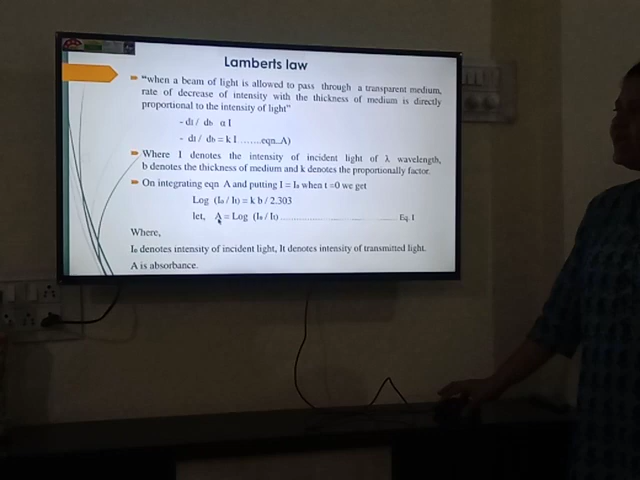 Lamberts law
"when a beam of light is allowed to pass through a transparent medium,
rate of decrease of intensity with the thickness of medium is directly
proportional to the intensity of light"
- dI / db α I
- dI / db = k I ........eqn..A)
Where I denotes the intensity of incident light of λ wavelength,
b denotes the thickness of medium and k denotes the proportionally factor.
On integrating eqn A and putting I = I₀ when t =0 we get
Log (I₀ / It) = k b / 2.303
let, A = Log (I₀ / It) ........................................ Eq. I
Where,
I₀ denotes intensity of incident light, It denotes intensity of transmitted light.
A is absorbance.